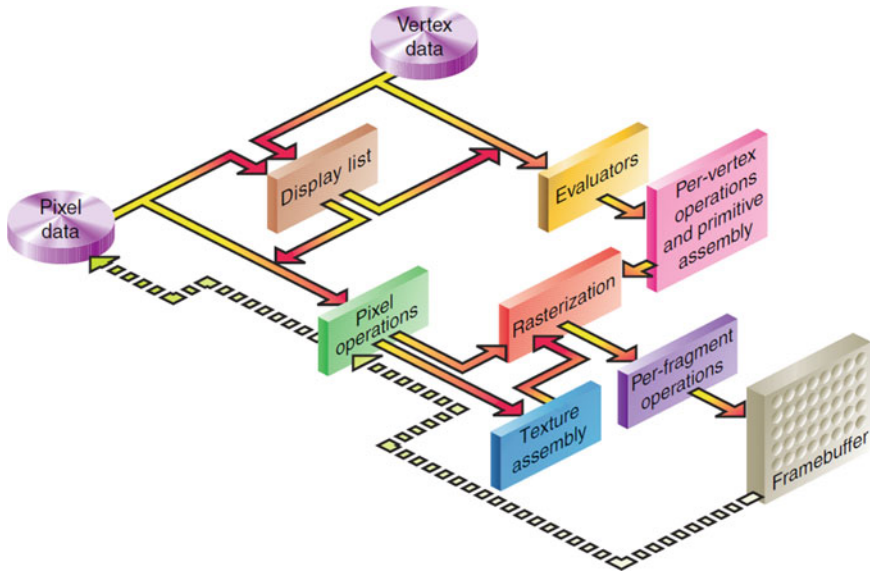 Vertex
data
Display list
Evaluators
Per-vertex
operations
and primitive
assembly
Pixel
data
Pixel
operations
Rasterization
Per-fragment
operations
Texture
assembly
Framebuffer